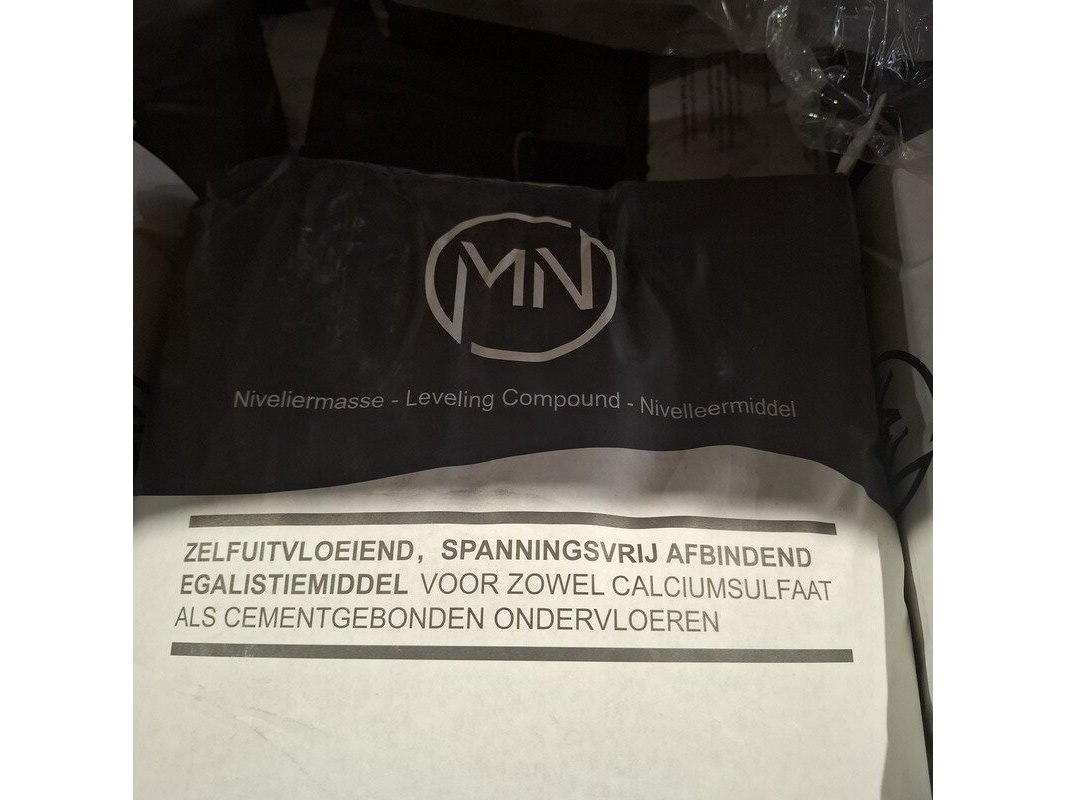 MN
Niveliermasse - Leveling Compound - Nivelleermiddel
ZELFUITVLOEIEND, SPANNINGSVRIJ AFBINDEND
EGALISTIEMIDDEL VOOR ZOWEL CALCIUMSULFAAT
ALS CEMENTGEBONDEN ONDERVLOEREN